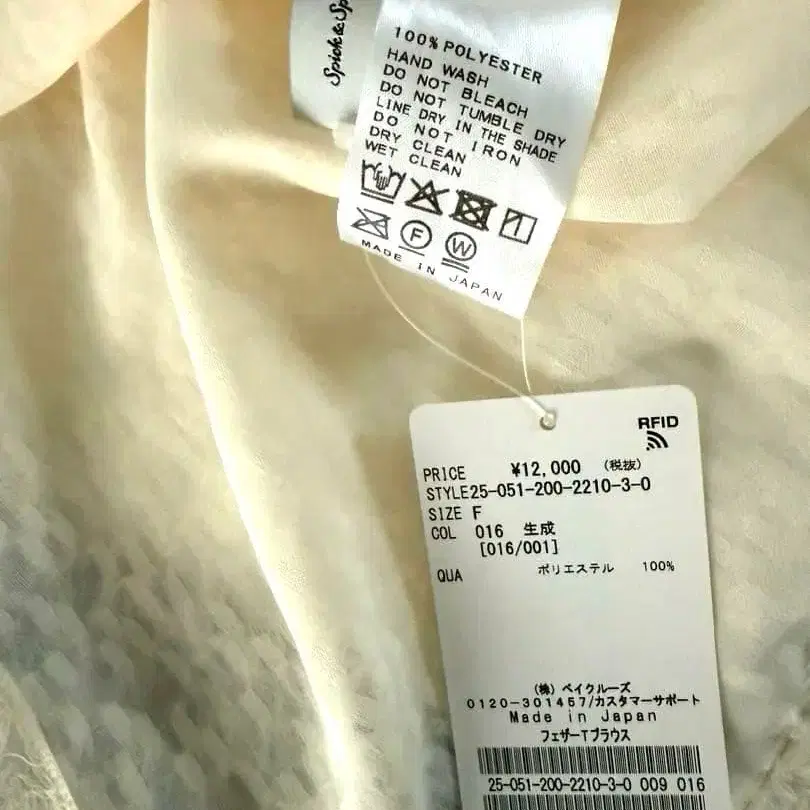 Spick & Sp
100% POLYESTER
HAND WASH
DO NOT BLEACH
DO NOT TUMBLE DRY
LINE DRY IN THE SHADE
DO NOT IRON
DRY CLEAN
WET CLEAN
F W
MADE IN JAPAN
RFID
PRICE ¥12,000 (税抜)
STYLE25-051-200-2210-3-0
SIZE F
COL 016 生成
[016/001]
QUA ポリエステル 100%
(株) ベイクルーズ
0120-301457/カスタマーサポート
Made in Japan
フェザーTブラウス
25-051-200-2210-3-0 009 016